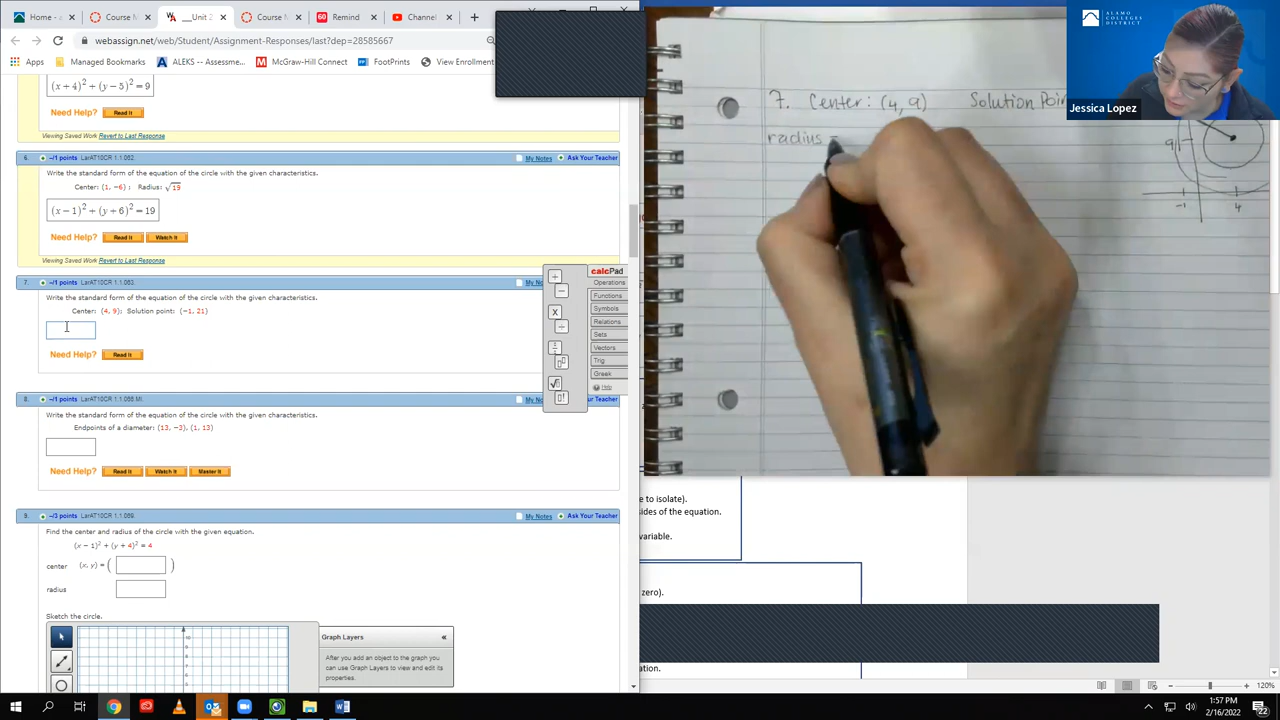 Home -
Course M
__Unit 2
Course M
Remind
Channel
webassign.net/web/Student/Assignment-Responses/last?dep=28585667
Apps
Managed Bookmarks
ALEKS -- Assessme...
McGraw-Hill Connect
FootPrints
View Enrollment
(x + 4)² + (y − 5)² = 9
Need Help? Read It
Viewing Saved Work Revert to Last Response
6. –/1 points LarAT10CR 1.1.062. My Notes Ask Your Teacher
Write the standard form of the equation of the circle with the given characteristics.
Center: (1, −6); Radius: √19
(x − 1)² + (y + 6)² = 19
Need Help? Read It Watch It
Viewing Saved Work Revert to Last Response
7. –/1 points LarAT10CR 1.1.062. My No
Write the standard form of the equation of the circle with the given characteristics.
Center: (4, 9); Solution point: (−1, 21)
Need Help? Read It
calcPad
Operations
Functions
Symbols
Relations
Sets
Vectors
Trig
Greek
Help
8. –/1 points LarAT10CR 1.1.066.MI. My No ur Teacher
Write the standard form of the equation of the circle with the given characteristics.
Endpoints of a diameter: (13, −3), (1, 13)
Need Help? Read It Watch It Master It
9. –/3 points LarAT10CR 1.1.069. My Notes Ask Your Teacher
Find the center and radius of the circle with the given equation.
(x − 1)² + (y + 4)² = 4
center (x, y) = ( )
radius
Sketch the circle.
Graph Layers «
After you add an object to the graph you
can use Graph Layers to view and edit its
properties.
7. Center: (4, 9) Solution Poin
radius =
9
-1 4
ALAMO
COLLEGES
DISTRICT
Jessica Lopez
e to isolate).
sides of the equation.
variable.
zero).
ation.
120%
1:57 PM
2/16/2022
22